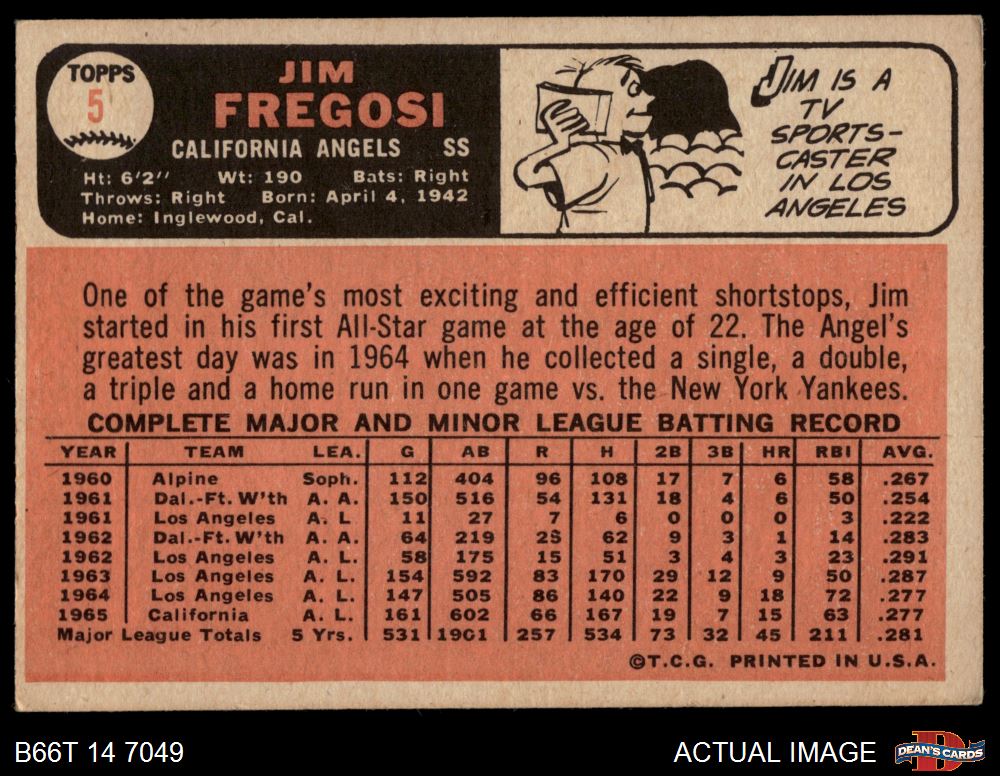 TOPPS
5
JIM
FREGOSI
CALIFORNIA ANGELS SS
Ht: 6'2" Wt: 190 Bats: Right
Throws: Right Born: April 4, 1942
Home: Inglewood, Cal.
JIM IS A
TV
SPORTS-
CASTER
IN LOS
ANGELES
One of the game's most exciting and efficient shortstops, Jim
started in his first All-Star game at the age of 22. The Angel's
greatest day was in 1964 when he collected a single, a double,
a triple and a home run in one game vs. the New York Yankees.
COMPLETE MAJOR AND MINOR LEAGUE BATTING RECORD
YEAR TEAM LEA. G AB R H 2B 3B HR RBI AVG.
1960 Alpine Soph. 112 404 96 108 17 7 6 58 .267
1961 Dal.-Ft. W'th A. A. 150 516 54 131 18 4 6 50 .254
1961 Los Angeles A. L 11 27 7 6 0 0 0 3 .222
1962 Dal.-Ft. W'th A. A. 64 219 28 62 9 3 1 14 .283
1962 Los Angeles A. L. 58 175 15 51 3 4 3 23 .291
1963 Los Angeles A. L. 154 592 83 170 29 12 9 50 .287
1964 Los Angeles A. L. 147 505 86 140 22 9 18 72 .277
1965 California A. L. 161 602 66 167 19 7 15 63 .277
Major League Totals 5 Yrs. 531 1901 257 534 73 32 45 211 .281
©T.C.G. PRINTED IN U.S.A.
B66T 14 7049
ACTUAL IMAGE
DEAN'S CARDS